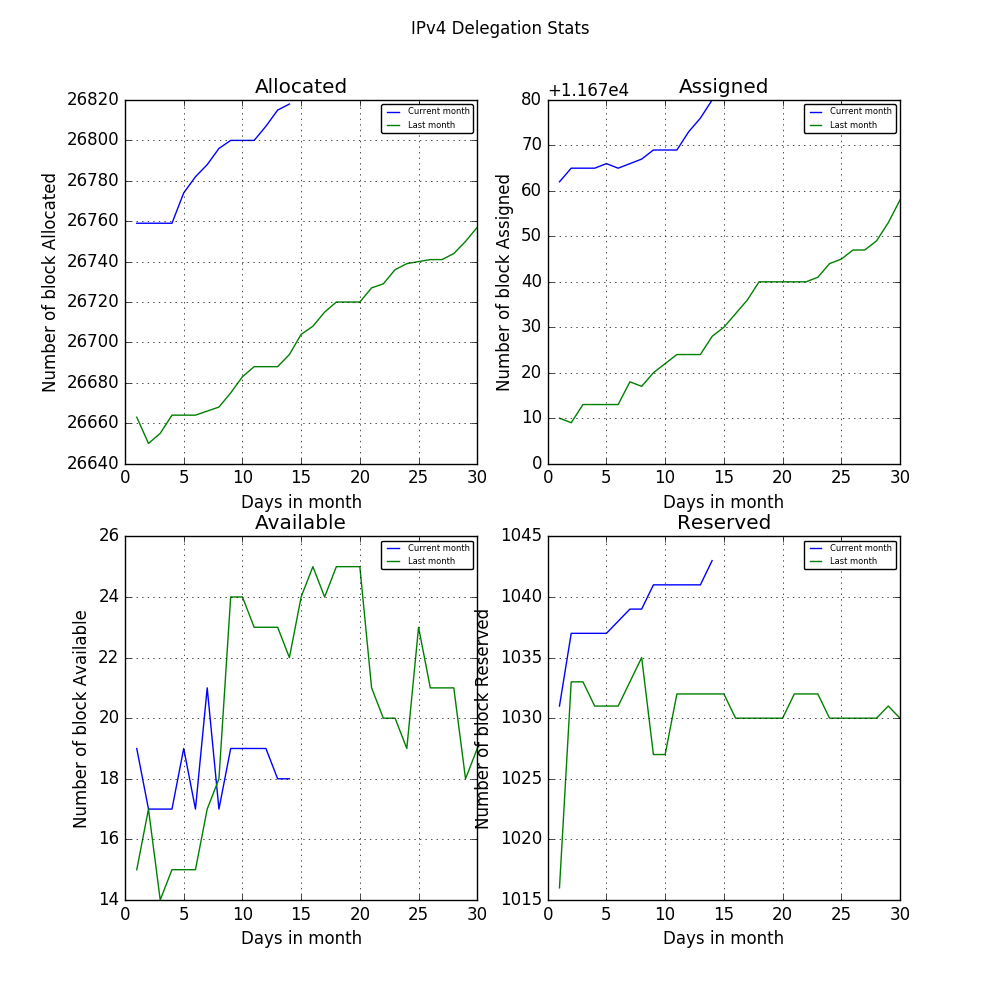 IPv4 Delegation Stats
Allocated
Number of block Allocated
26820
26800
26780
26760
26740
26720
26700
26680
26660
26640
Current month
Last month
0 5 10 15 20 25 30
Days in month
+1.167e4
Assigned
Number of block Assigned
80
70
60
50
40
30
20
10
0
Current month
Last month
0 5 10 15 20 25 30
Days in month
Available
Number of block Available
26
24
22
20
18
16
14
Current month
Last month
0 5 10 15 20 25 30
Days in month
Reserved
Number of block Reserved
1045
1040
1035
1030
1025
1020
1015
Current month
Last month
0 5 10 15 20 25 30
Days in month